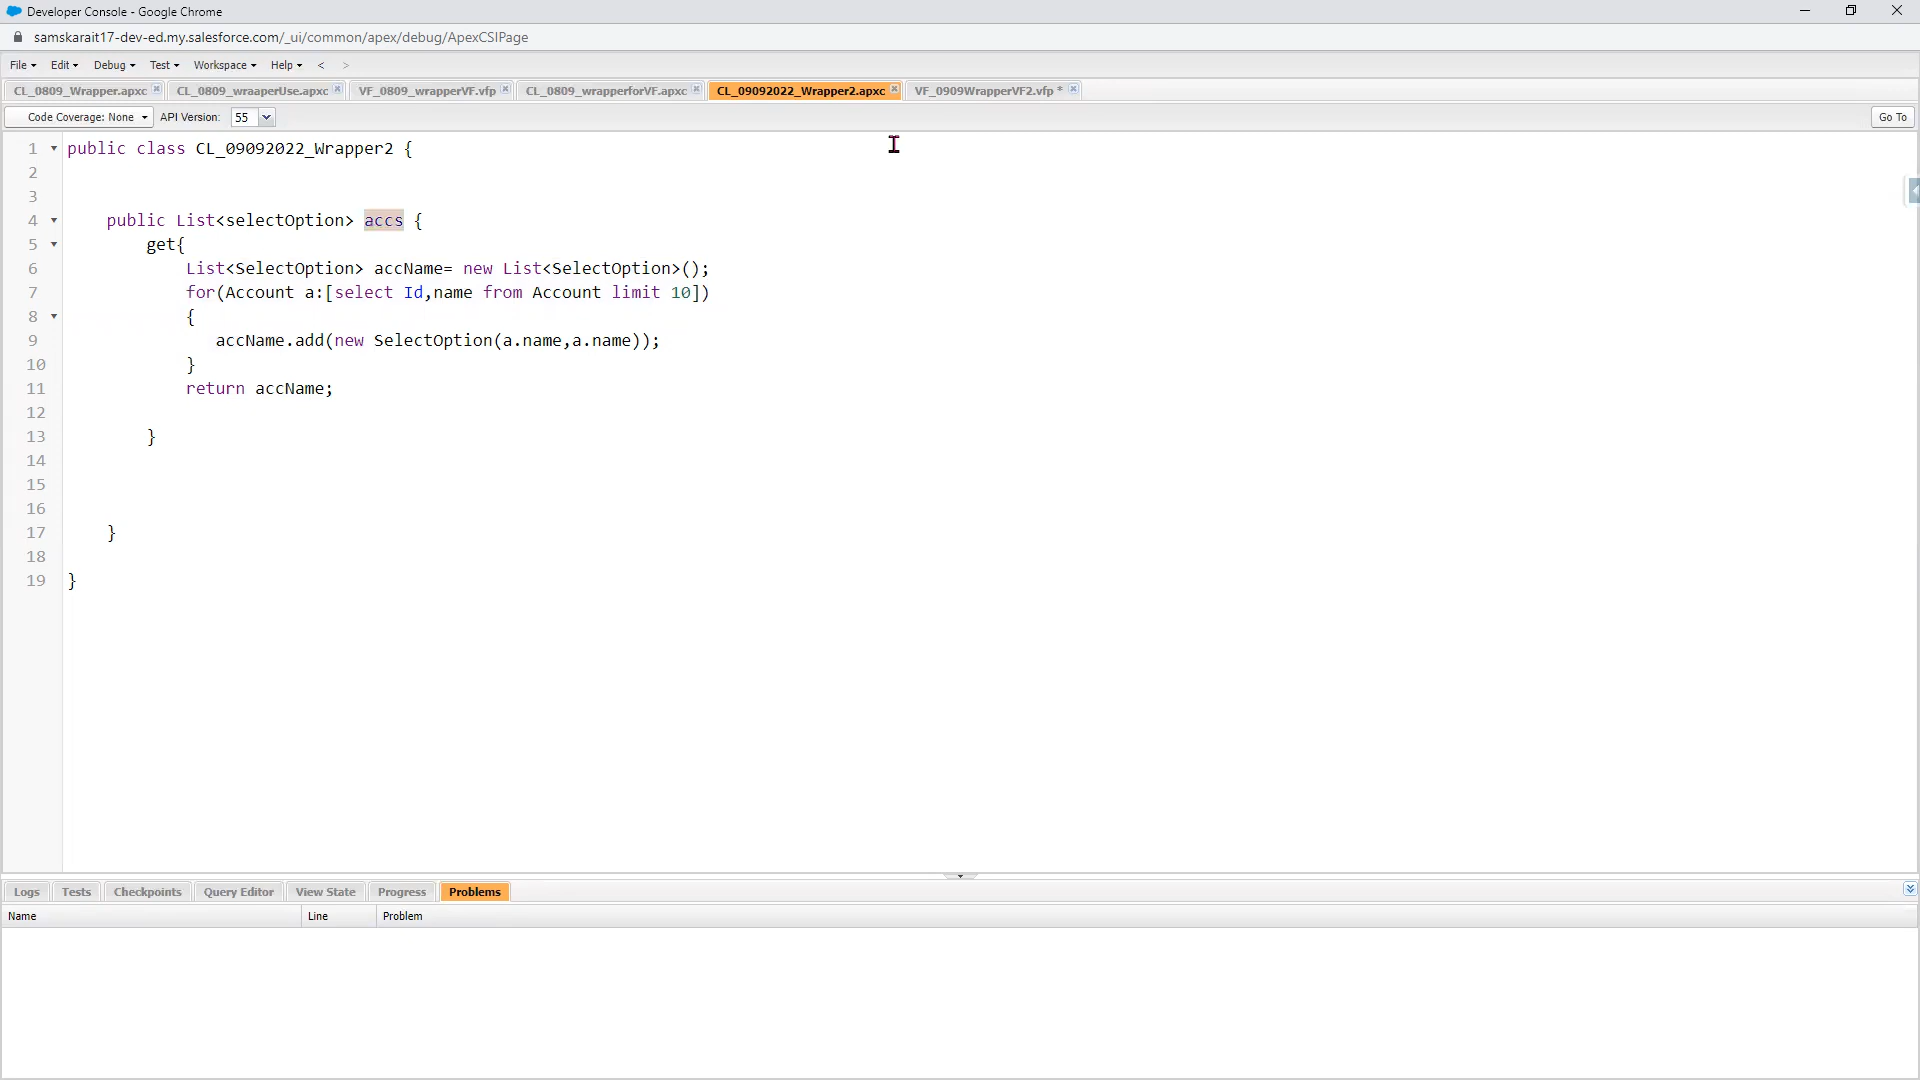 Developer Console - Google Chrome
samskarait17-dev-ed.my.salesforce.com/_ui/common/apex/debug/ApexCSIPage
File Edit Debug Test Workspace Help < >
CL_0809_Wrapper.apxc CL_0809_wraaperUse.apxc VF_0809_wrapperVF.vfp CL_0809_wrapperforVF.apxc CL_09092022_Wrapper2.apxc VF_0909WrapperVF2.vfp *
Code Coverage: None API Version: 55 Go To
1 public class CL_09092022_Wrapper2 {
2
3
4 public List<selectOption> accs {
5 get{
6 List<SelectOption> accName= new List<SelectOption>();
7 for(Account a:[select Id,name from Account limit 10])
8 {
9 accName.add(new SelectOption(a.name,a.name));
10 }
11 return accName;
12
13 }
14
15
16
17 }
18
19 }
Logs Tests Checkpoints Query Editor View State Progress Problems
Name Line Problem